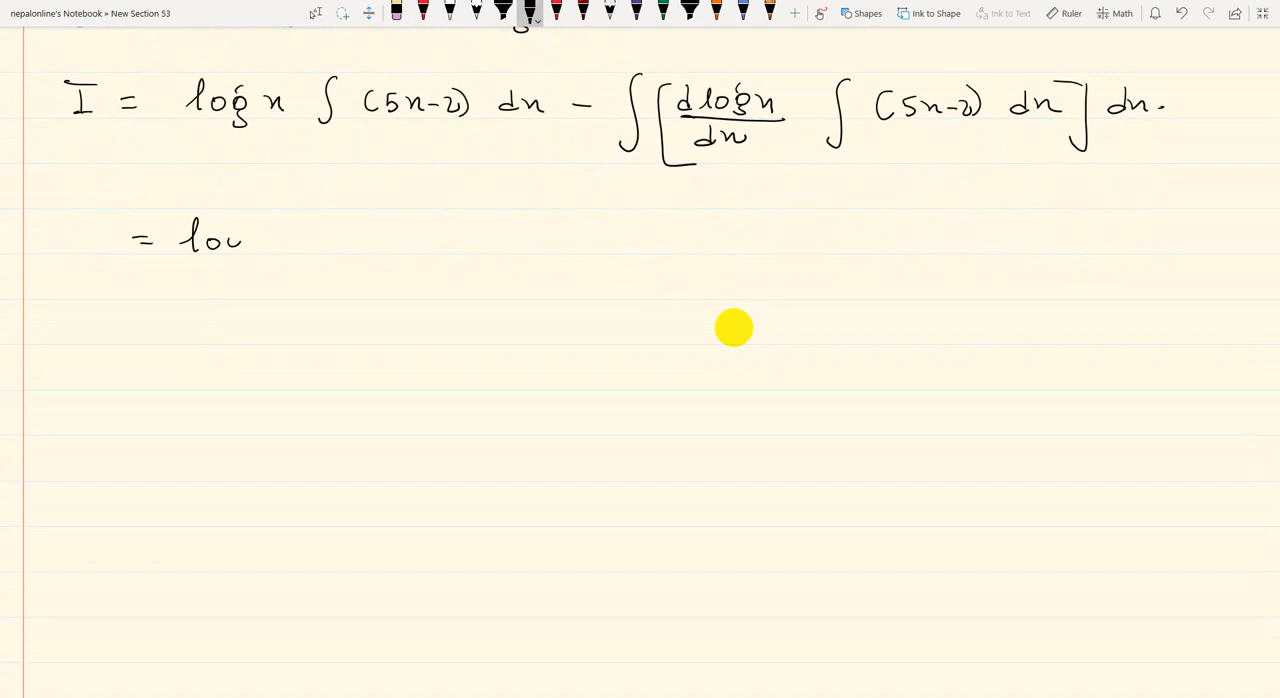 nepalonline's Notebook » New Section 53
Shapes Ink to Shape Ink to Text Ruler Math
I = log x ∫ (5x-2) dx - ∫ [ d log x / dx ∫ (5x-2) dx ] dx.
= lo